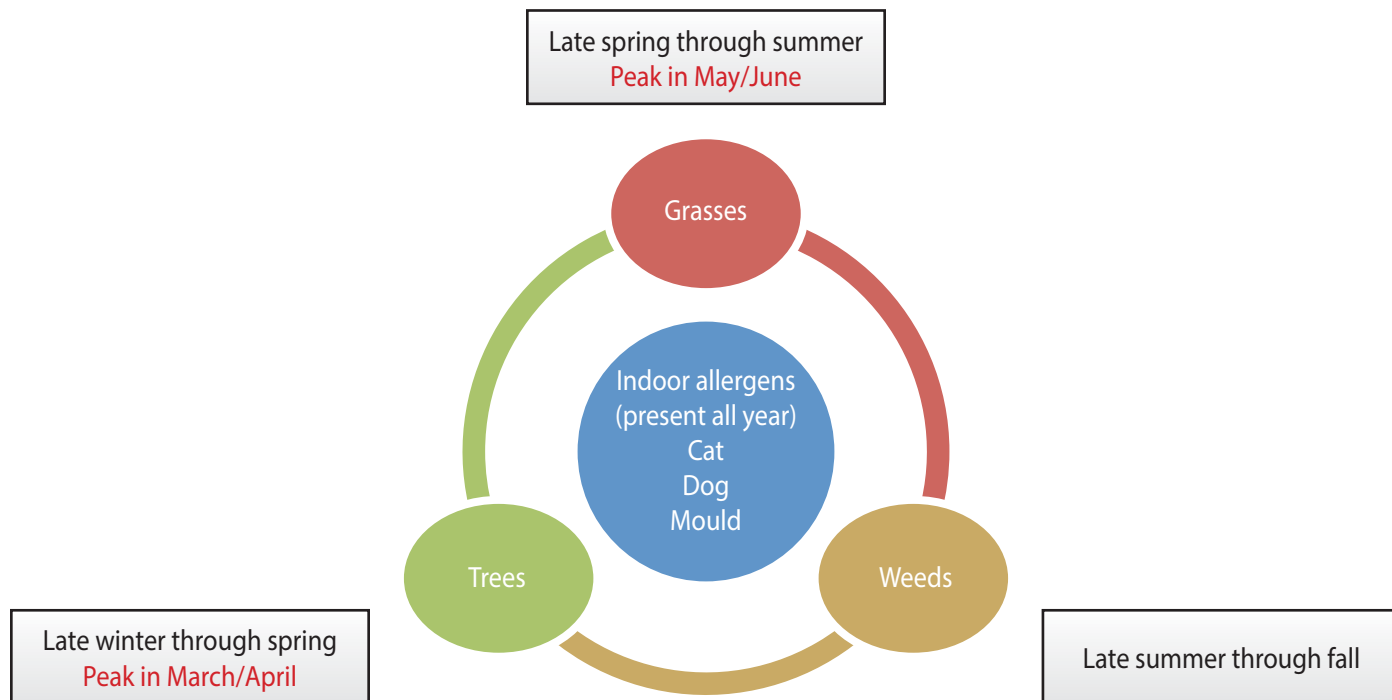 Late spring through summer
Peak in May/June
Grasses
Indoor allergens
(present all year)
Cat
Dog
Mould
Trees
Weeds
Late winter through spring
Peak in March/April
Late summer through fall